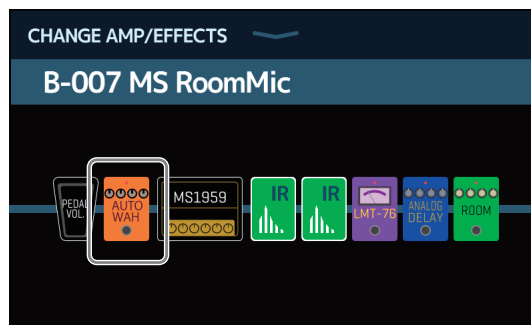 CHANGE AMP/EFFECTS
B-007 MS RoomMic
PEDAL
VOL.
AUTO
WAH
MS1959
IR
IR
LMT-76
ANALOG
DELAY
ROOM